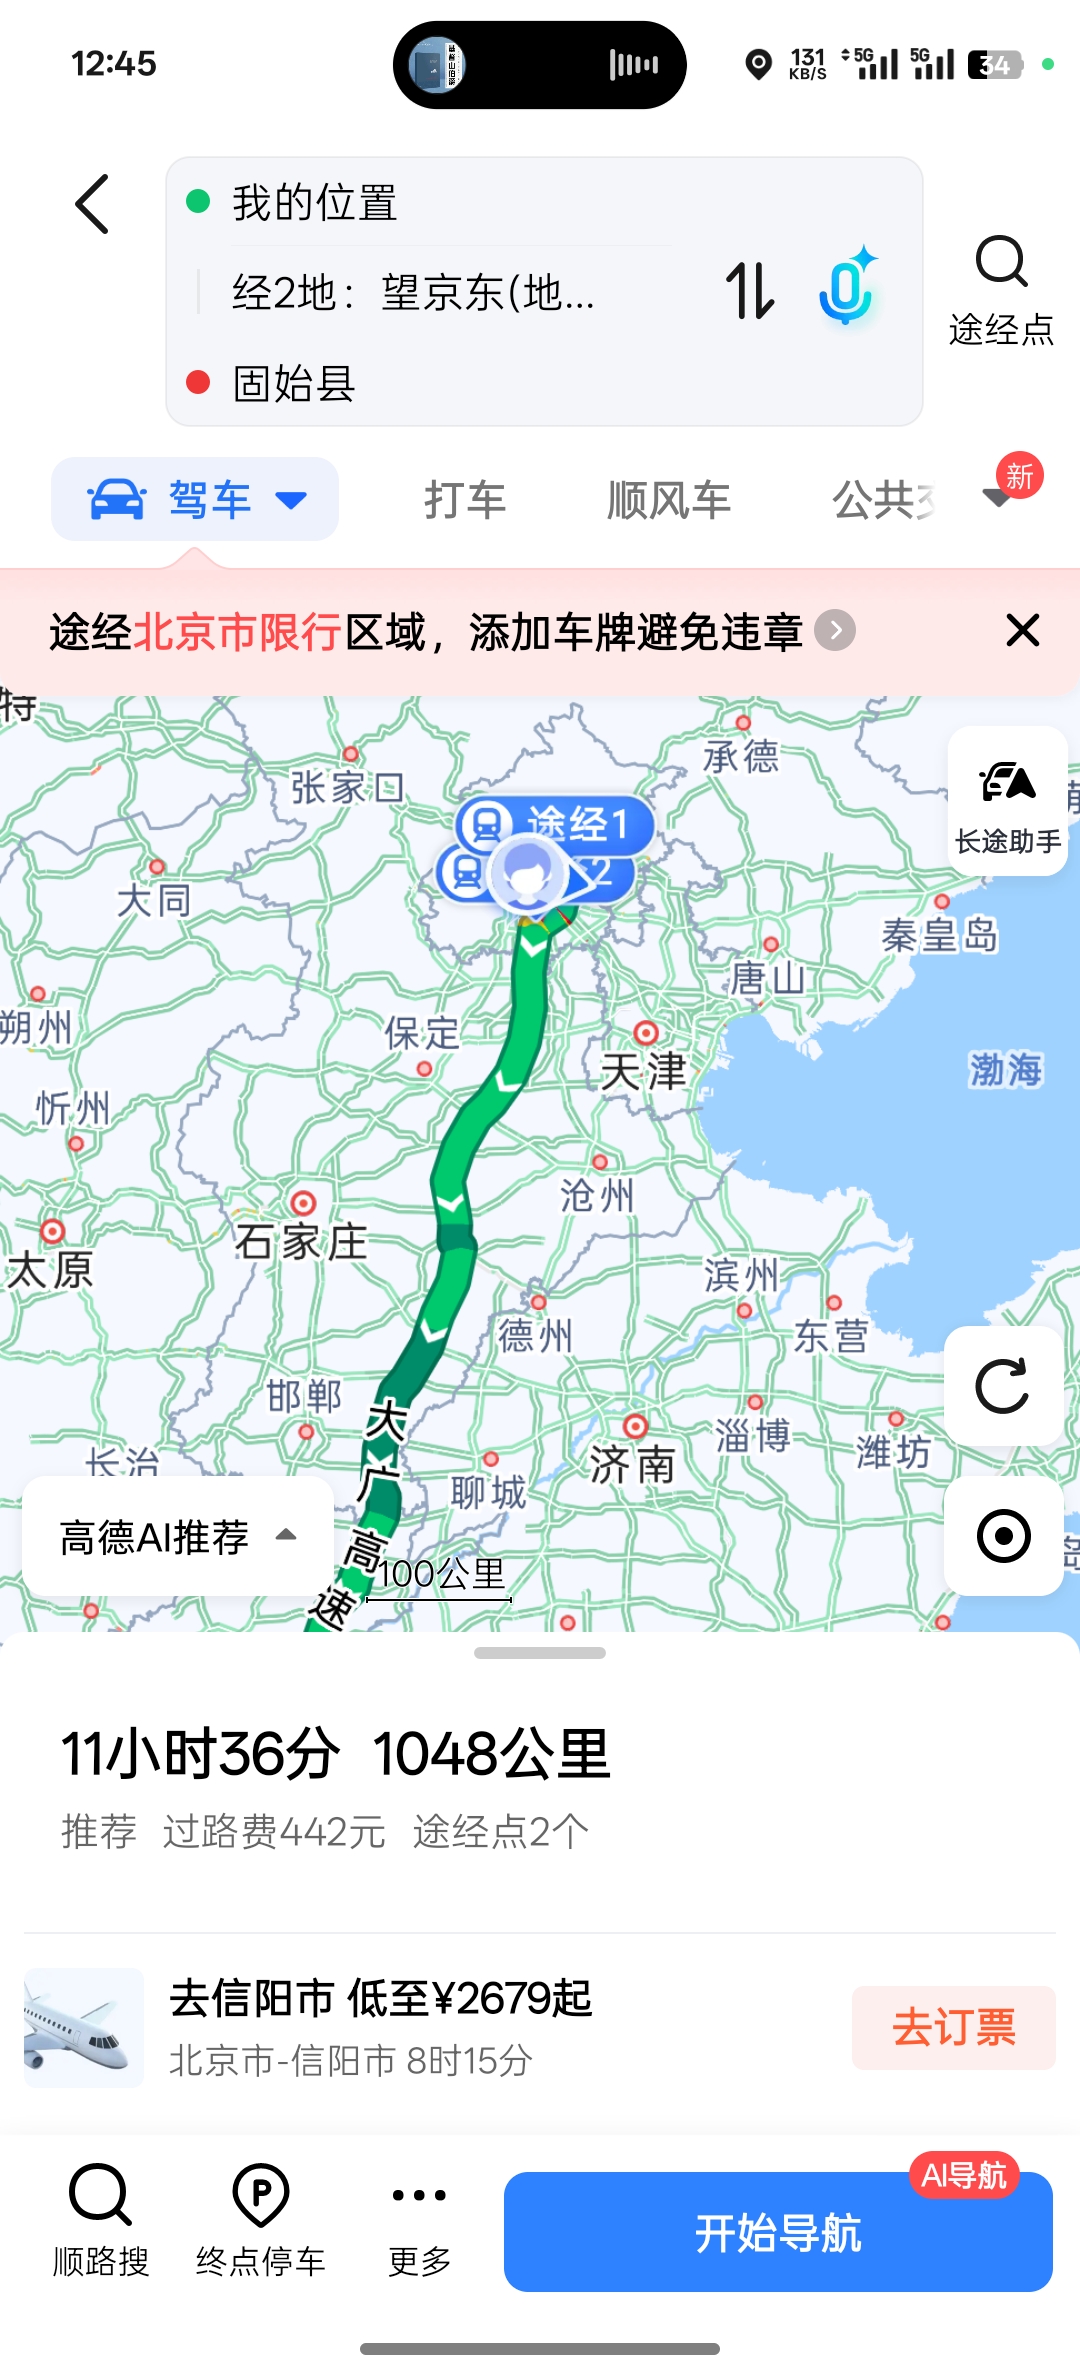 12:45
131
KB/S
5G
5G
34
我的位置
经2地：望京东(地...
固始县
途经点
驾车
打车
顺风车
公共
新
途经北京市限行区域，添加车牌避免违章
特
承德
张家口
途经1
2
长途助手
大同
秦皇岛
唐山
朔州
保定
天津
渤海
忻州
沧州
石家庄
太原
滨州
德州
东营
邯郸
大广高速
淄博
济南
潍坊
长治
聊城
高德AI推荐
100公里
11小时36分 1048公里
推荐 过路费442元 途经点2个
去信阳市 低至¥2679起
北京市-信阳市 8时15分
去订票
AI导航
顺路搜
终点停车
更多
开始导航